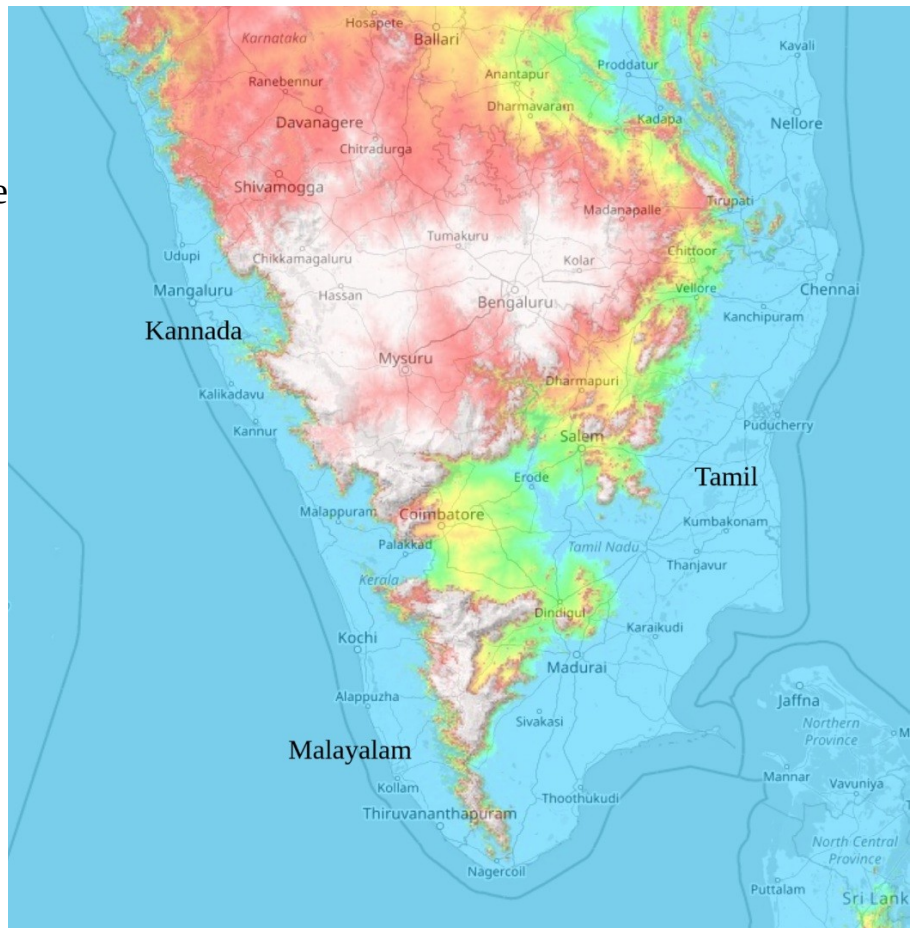 Hosapete
Karnataka
Ballari
Kavali
Proddatur
Anantapur
Ranebennur
Dharmavaram
Kadapa
Davanagere
Nellore
Chitradurga
e
Shivamogga
Tirupati
Madanapalle
Tumakuru
Udupi
Chikkamagaluru
Kolar
Chittoor
Mangaluru
Hassan
Bengaluru
Vellore
Chennai
Kanchipuram
Kannada
Mysuru
Dharmapuri
Kalikadavu
Kannur
Salem
Puducherry
Erode
Tamil
Malappuram
Coimbatore
Kumbakonam
Palakkad
Tamil Nadu
Thanjavur
Kerala
Dindigul
Karaikudi
Kochi
Madurai
Alappuzha
Jaffna
Sivakasi
Northern
Province
M
Malayalam
Mannar
Vavuniya
Kollam
Thoothukudi
Thiruvananthapuram
North Central
Province
Nagercoil
Puttalam
Sri Lank